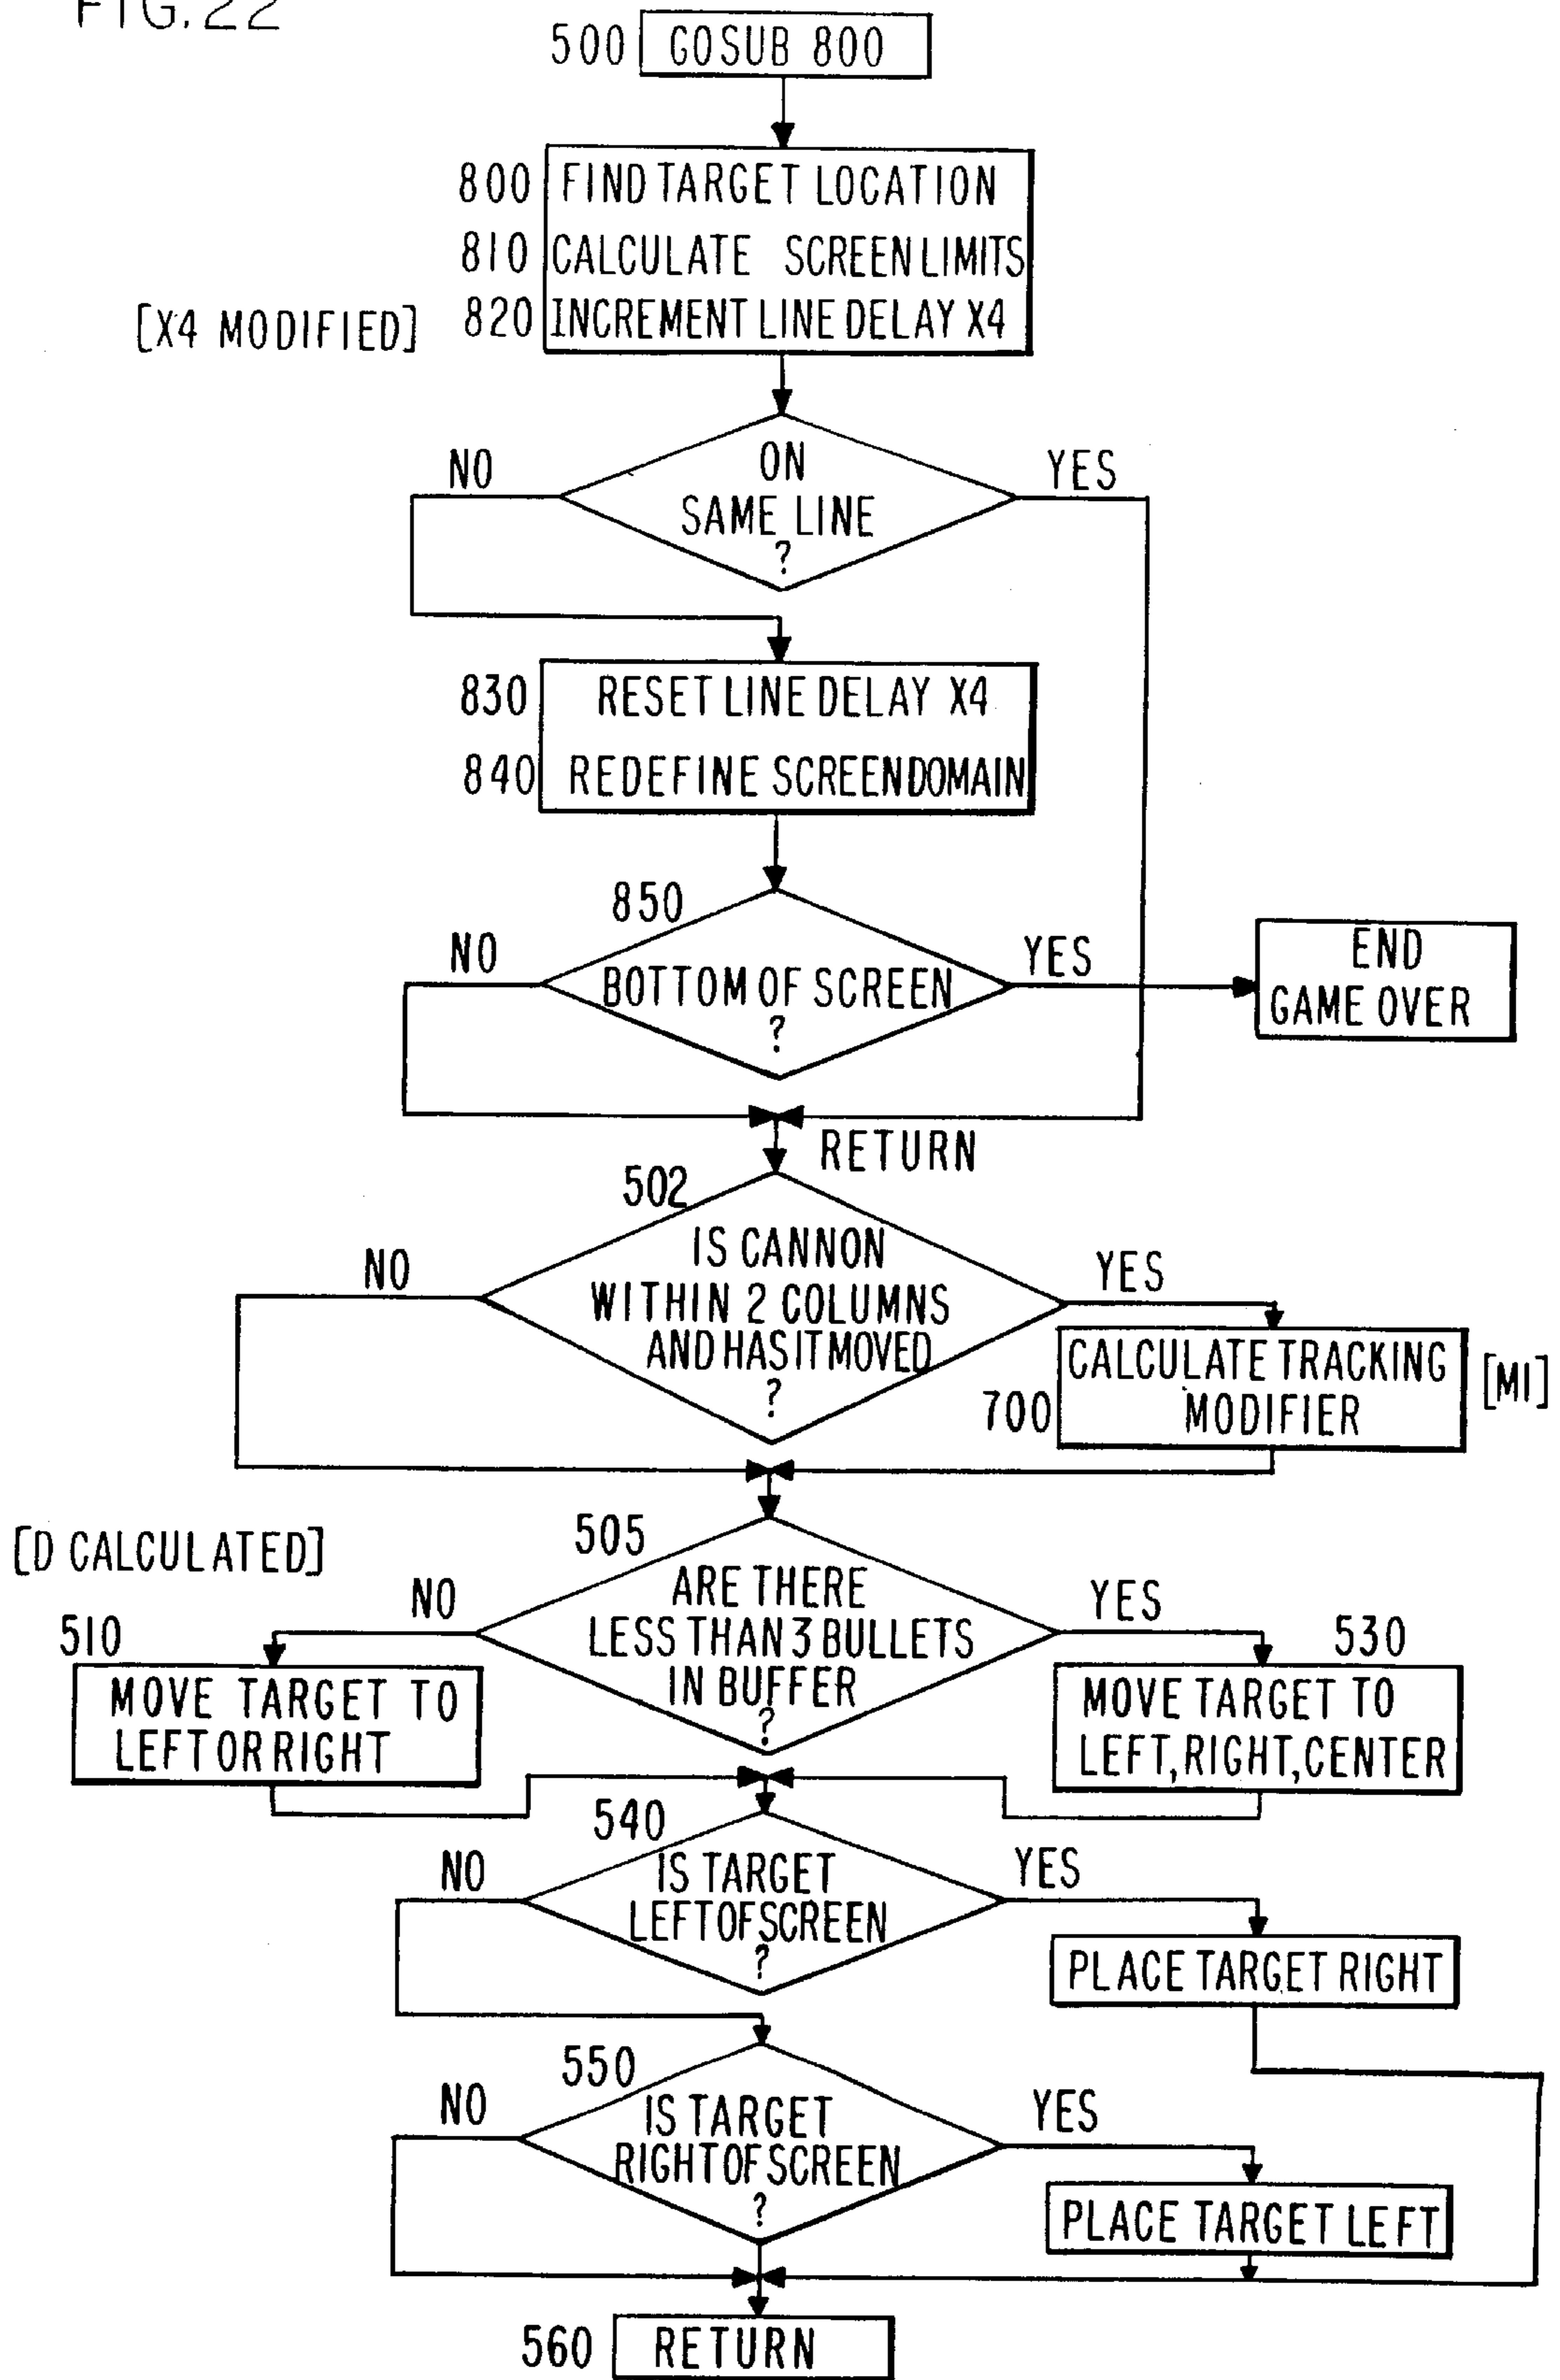 FIG. 22
500 GOSUB 800
800 FIND TARGET LOCATION
810 CALCULATE SCREEN LIMITS
[X4 MODIFIED] 820 INCREMENT LINE DELAY X4
NO
YES
ON
SAME LINE
?
830 RESET LINE DELAY X4
840 REDEFINE SCREEN DOMAIN
850
NO
YES
BOTTOM OF SCREEN
?
END
GAME OVER
RETURN
502
NO
YES
IS CANNON
WITHIN 2 COLUMNS
AND HAS IT MOVED
?
700
CALCULATE TRACKING
MODIFIER
[M1]
[D CALCULATED]
505
NO
YES
ARE THERE
LESS THAN 3 BULLETS
IN BUFFER
?
510
MOVE TARGET TO
LEFT OR RIGHT
530
MOVE TARGET TO
LEFT, RIGHT, CENTER
540
NO
YES
IS TARGET
LEFT OF SCREEN
?
PLACE TARGET RIGHT
550
NO
YES
IS TARGET
RIGHT OF SCREEN
?
PLACE TARGET LEFT
560 RETURN